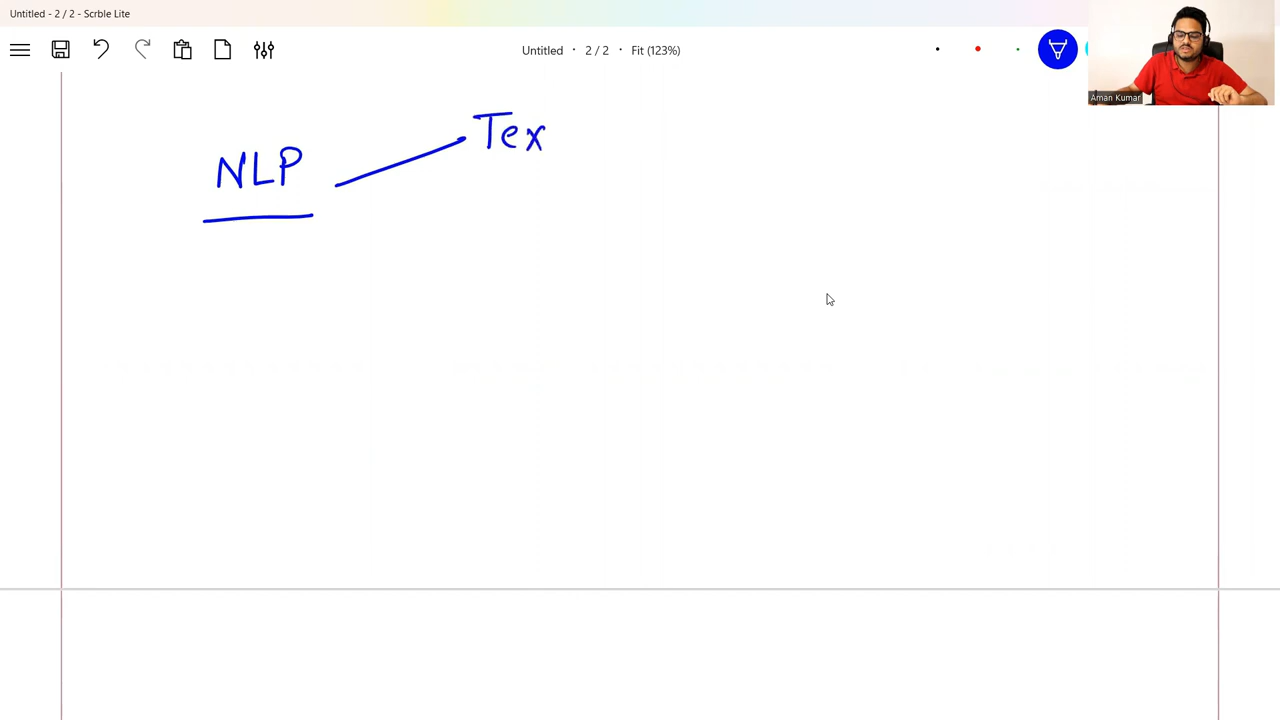 Untitled - 2 / 2 - Scrble Lite
Untitled · 2 / 2 · Fit (123%)
Aman Kumar
Tex
NLP